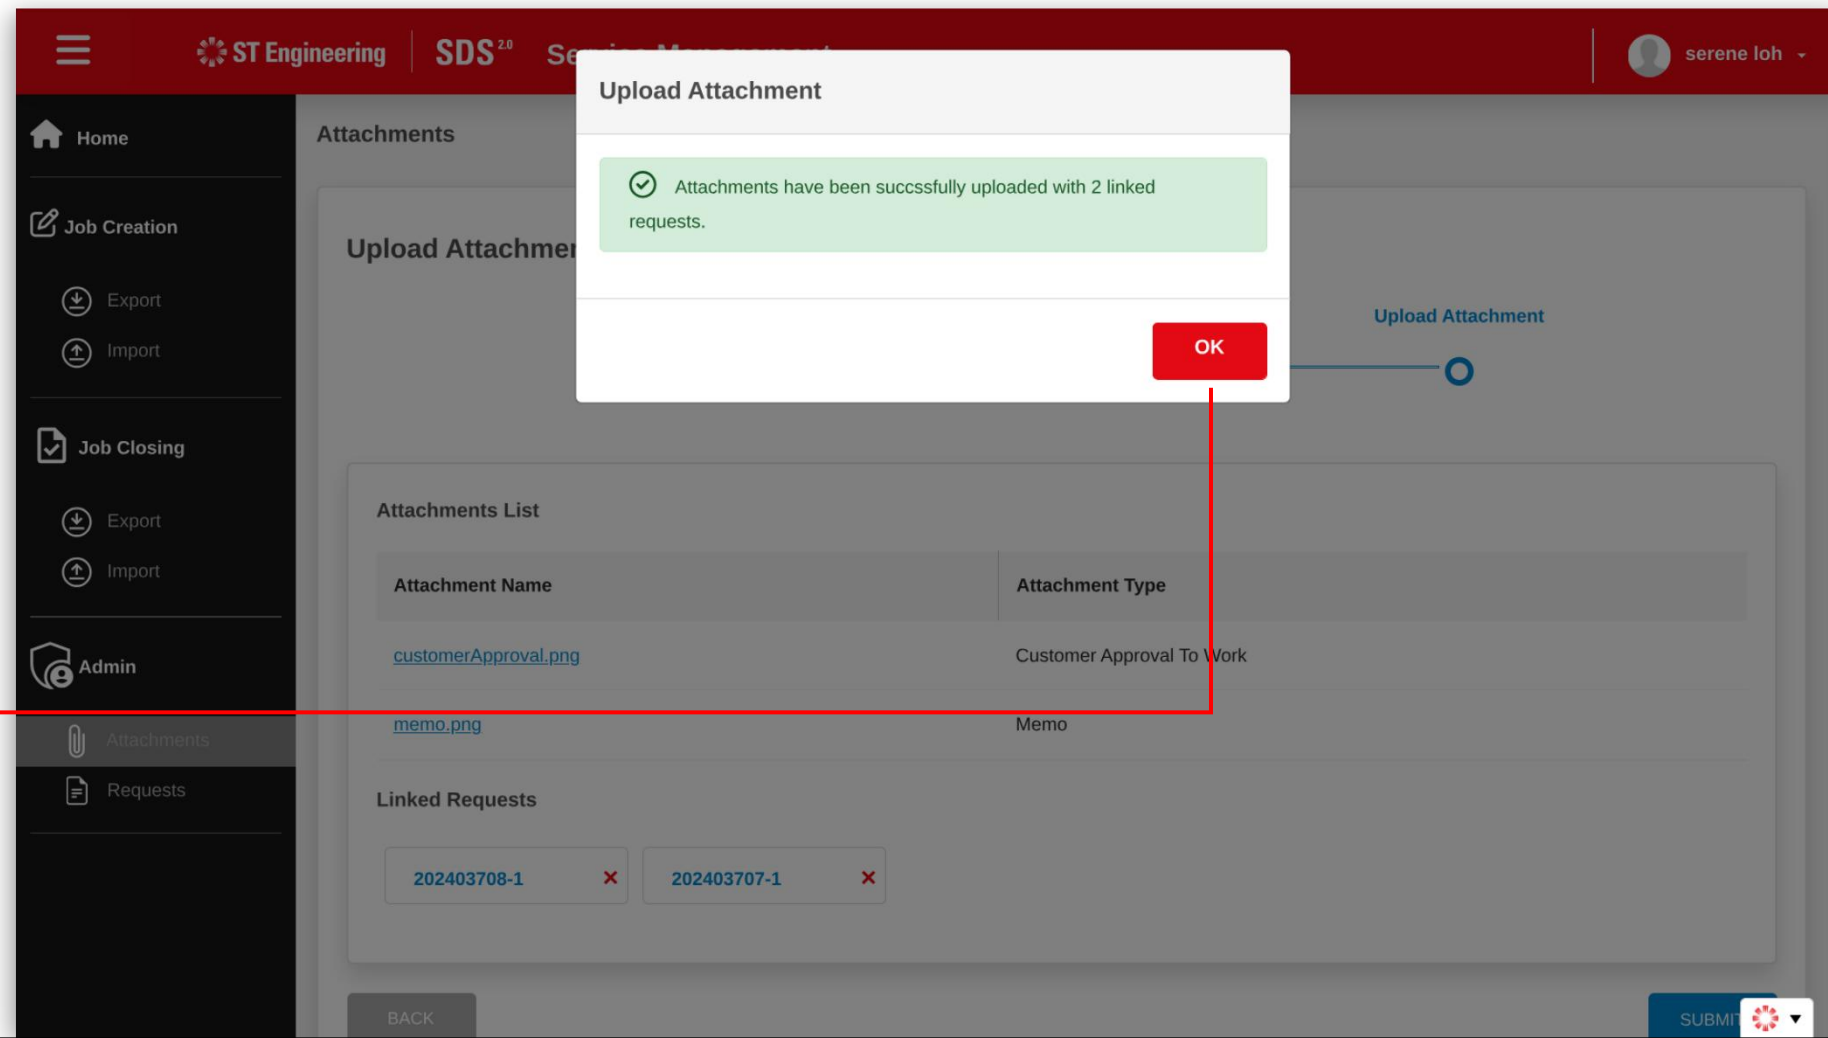 ST Engineering
SDS 2.0
Se
serene loh
Upload Attachment
Home
Attachments
Attachments have been succssfully uploaded with 2 linked
requests.
Job Creation
Upload Attachmen
Export
Upload Attachment
Import
OK
Job Closing
Attachments List
Export
Import
Attachment Name
Attachment Type
Admin
customerApproval.png
Customer Approval To Work
memo.png
Memo
Attachments
Requests
Linked Requests
202403708-1
202403707-1
BACK
SUBMIT